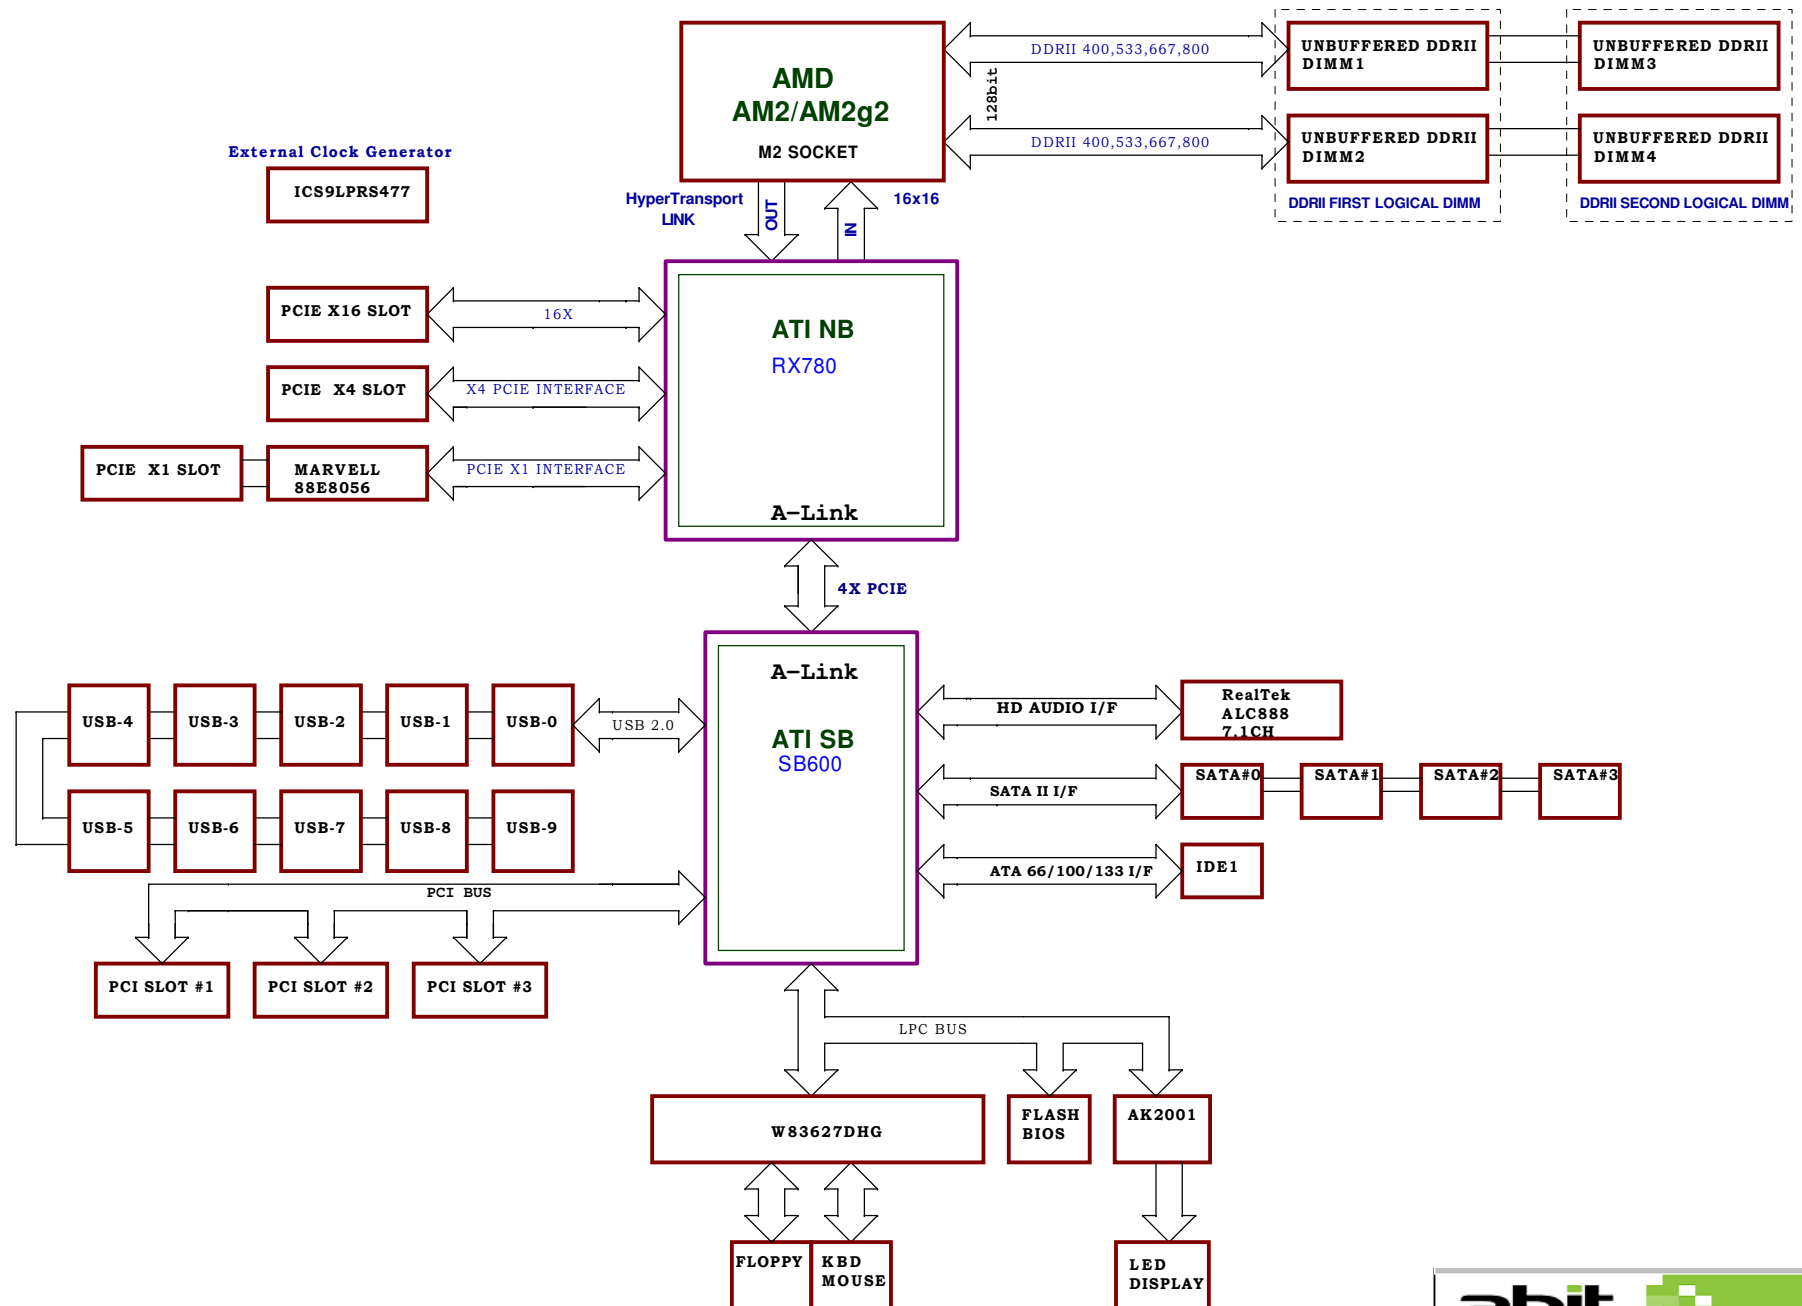 AMD
AM2/AM2g2
M2 SOCKET
DDRII 400,533,667,800
128bit
DDRII 400,533,667,800
UNBUFFERED DDRII
DIMM1
UNBUFFERED DDRII
DIMM3
UNBUFFERED DDRII
DIMM2
UNBUFFERED DDRII
DIMM4
DDRII FIRST LOGICAL DIMM
DDRII SECOND LOGICAL DIMM
External Clock Generator
ICS9LPRS477
HyperTransport
LINK
OUT
IN
16x16
PCIE X16 SLOT
16X
ATI NB
RX780
PCIE X4 SLOT
X4 PCIE INTERFACE
PCIE X1 SLOT
MARVELL
88E8056
PCIE X1 INTERFACE
A-Link
4X PCIE
A-Link
ATI SB
SB600
USB-4
USB-3
USB-2
USB-1
USB-0
USB 2.0
USB-5
USB-6
USB-7
USB-8
USB-9
HD AUDIO I/F
RealTek
ALC888
7.1CH
SATA II I/F
SATA#0
SATA#1
SATA#2
SATA#3
ATA 66/100/133 I/F
IDE1
PCI BUS
PCI SLOT #1
PCI SLOT #2
PCI SLOT #3
LPC BUS
W83627DHG
FLASH
BIOS
AK2001
FLOPPY
KBD
MOUSE
LED
DISPLAY
abit